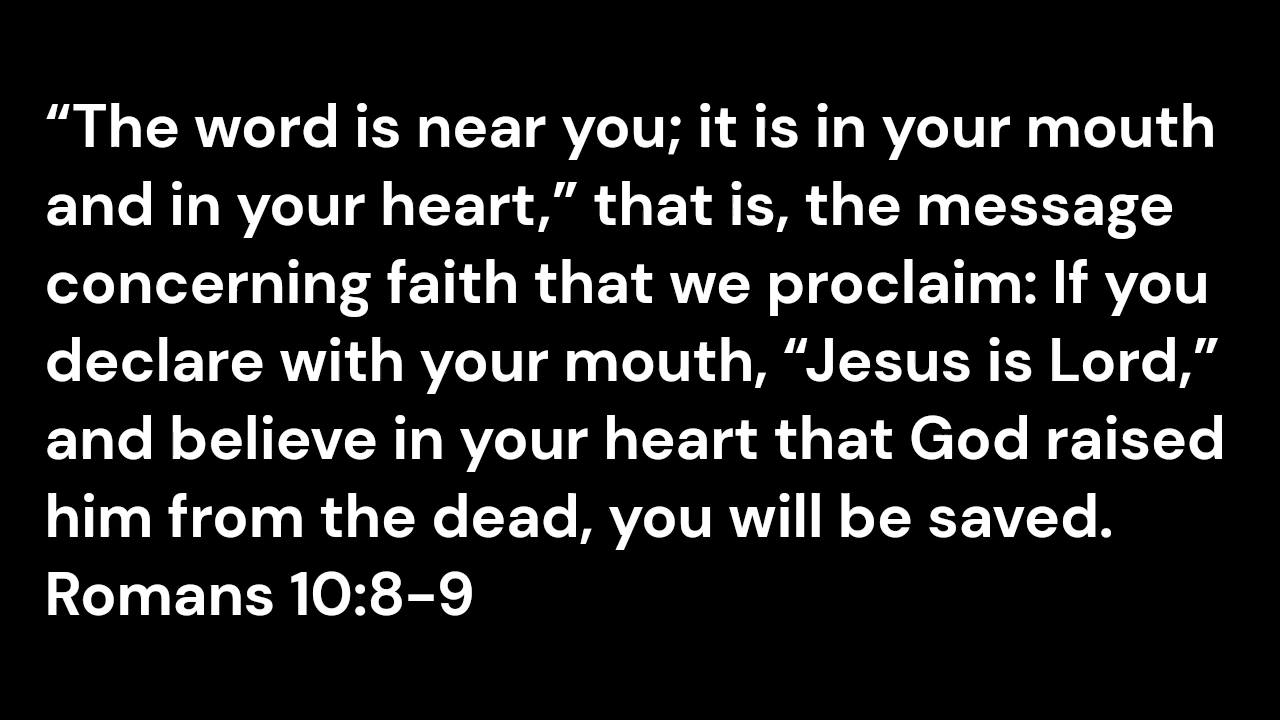 “The word is near you; it is in your mouth
and in your heart,” that is, the message
concerning faith that we proclaim: If you
declare with your mouth, “Jesus is Lord,”
and believe in your heart that God raised
him from the dead, you will be saved.
Romans 10:8–9